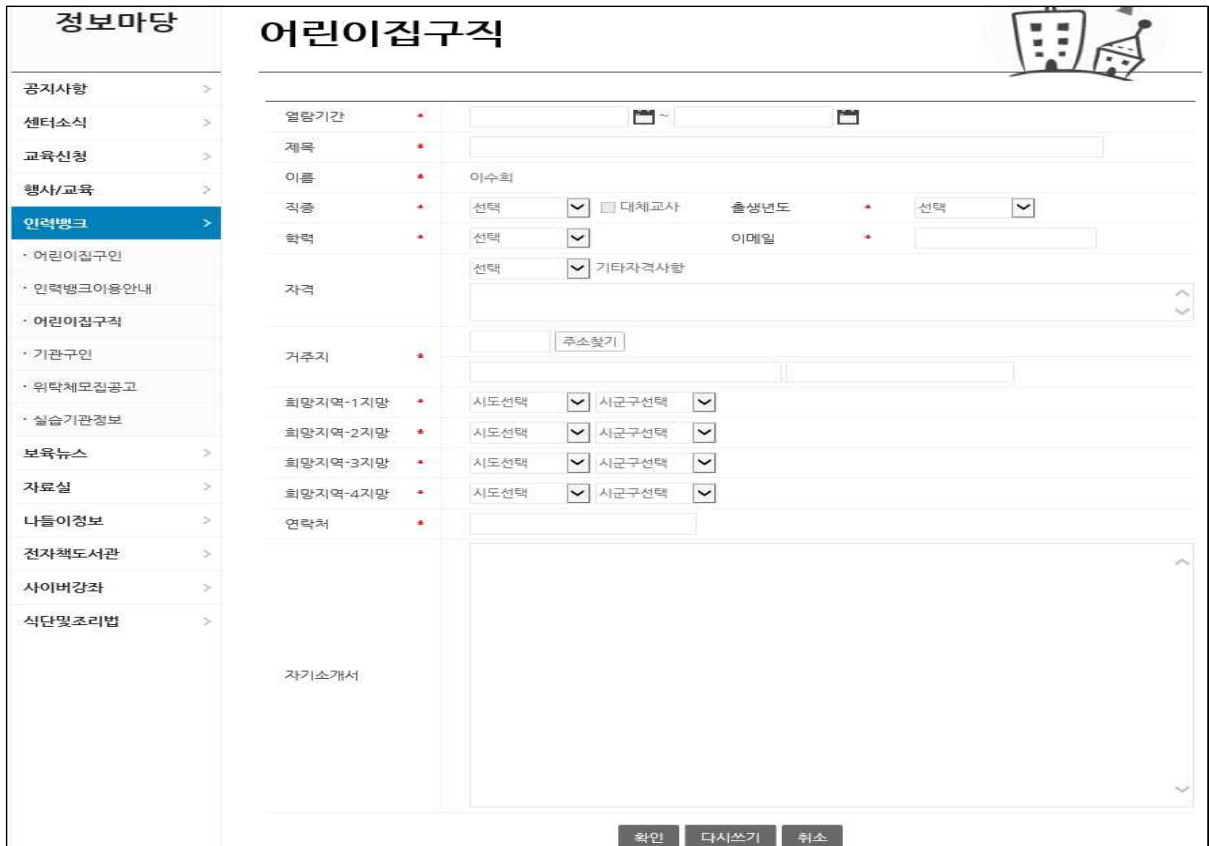 정보마당
공지사항 >
센터소식 >
교육신청 >
행사/교육 >
인력뱅크 >
· 어린이집구인
· 인력뱅크이용안내
· 어린이집구직
· 기관구인
· 위탁체모집공고
· 실습기관정보
보육뉴스 >
자료실 >
나들이정보 >
전자책도서관 >
사이버강좌 >
식단및조리법 >
어린이집구직
열람기간 * ~
제목 *
이름 * 이수희
직종 * 선택 대체교사 출생년도 * 선택
학력 * 선택 이메일 *
선택 기타자격사항
자격
주소찾기
거주지 *
희망지역-1지망 * 시도선택 시군구선택
희망지역-2지망 * 시도선택 시군구선택
희망지역-3지망 * 시도선택 시군구선택
희망지역-4지망 * 시도선택 시군구선택
연락처 *
자기소개서
확인 다시쓰기 취소